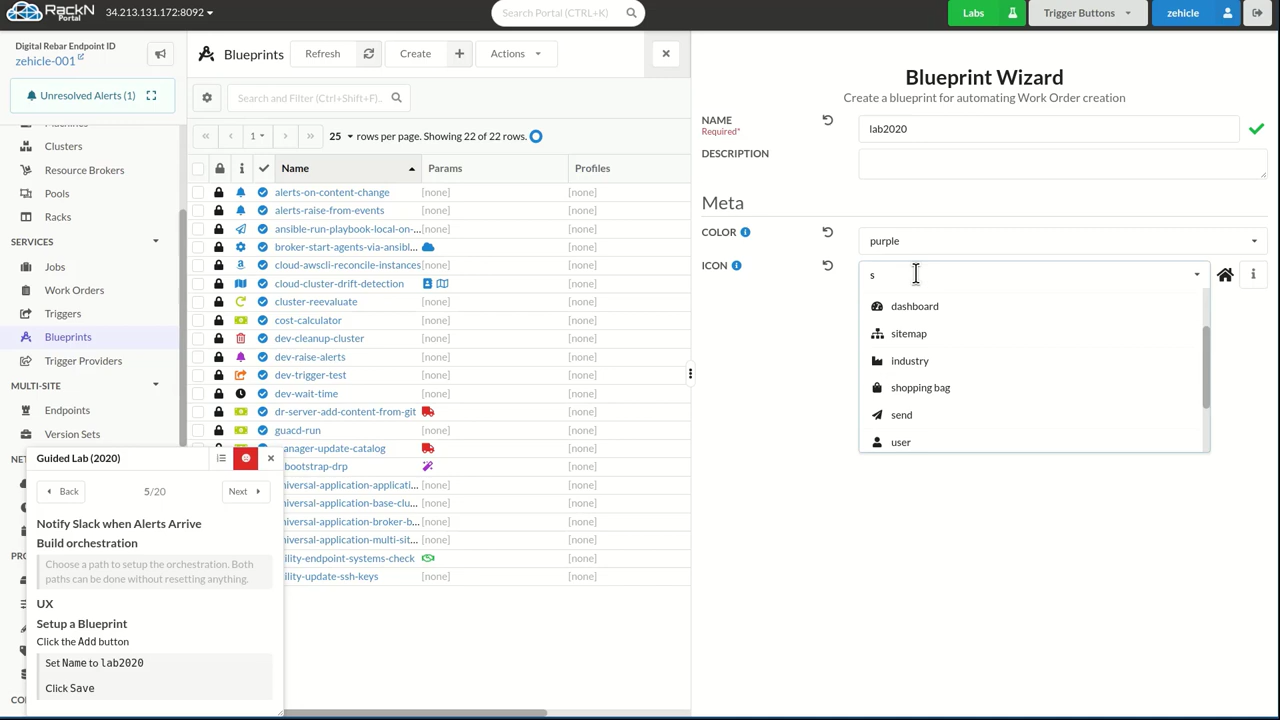 RACKN
PORTAL
34.213.131.172:8092
Search Portal (CTRL+K)
Labs
Trigger Buttons
zehicle
Digital Rebar Endpoint ID
zehicle-001
Unresolved Alerts (1)
Machines
Clusters
Resource Brokers
Pools
Racks
SERVICES
Jobs
Work Orders
Triggers
Blueprints
Trigger Providers
MULTI-SITE
Endpoints
Version Sets
Blueprints
Refresh
Create
Actions
Search and Filter (Ctrl+Shift+F)...
1
25 rows per page. Showing 22 of 22 rows.
Name Params Profiles
alerts-on-content-change [none] [none]
alerts-raise-from-events [none] [none]
ansible-run-playbook-local-on-... [none] [none]
broker-start-agents-via-ansibl... [none]
cloud-awscli-reconcile-instances [none] [none]
cloud-cluster-drift-detection [none]
cluster-reevaluate [none] [none]
cost-calculator [none] [none]
dev-cleanup-cluster [none] [none]
dev-raise-alerts [none] [none]
dev-trigger-test [none] [none]
dev-wait-time [none] [none]
dr-server-add-content-from-git [none]
guacd-run [none] [none]
anager-update-catalog [none]
bootstrap-drp [none]
niversal-application-applicati... [none] [none]
niversal-application-base-clu... [none] [none]
niversal-application-broker-b... [none] [none]
niversal-application-multi-sit... [none] [none]
ility-endpoint-systems-check [none]
ility-update-ssh-keys [none] [none]
Guided Lab (2020)
Back
5/20
Next
Notify Slack when Alerts Arrive
Build orchestration
Choose a path to setup the orchestration. Both
paths can be done without resetting anything.
UX
Setup a Blueprint
Click the Add button
Set Name to lab2020
Click Save
Blueprint Wizard
Create a blueprint for automating Work Order creation
NAME
Required*
lab2020
DESCRIPTION
Meta
COLOR
purple
ICON
s
dashboard
sitemap
industry
shopping bag
send
user